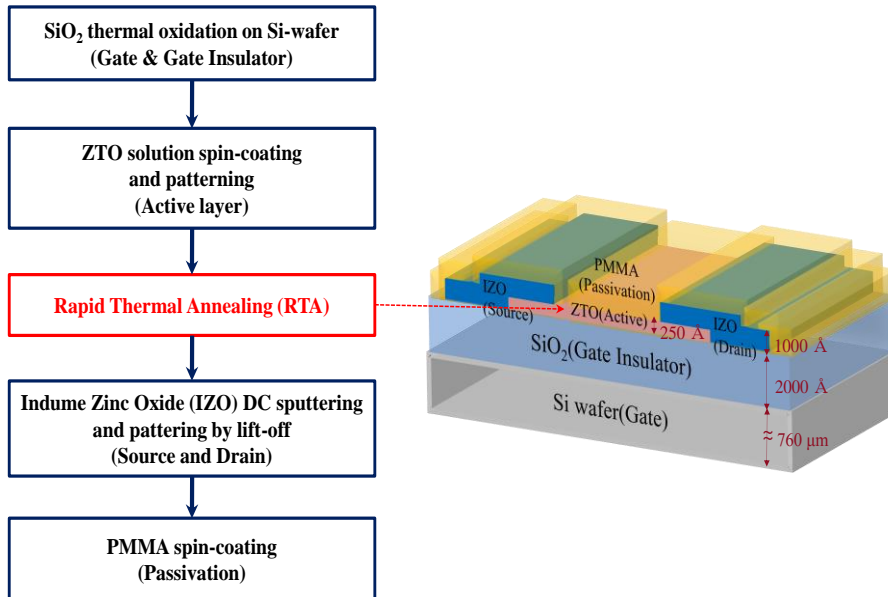 SiO₂ thermal oxidation on Si-wafer
(Gate & Gate Insulator)
ZTO solution spin-coating
and patterning
(Active layer)
Rapid Thermal Annealing (RTA)
Indume Zinc Oxide (IZO) DC sputtering
and pattering by lift-off
(Source and Drain)
PMMA spin-coating
(Passivation)
PMMA
(Passivation)
IZO
(Source)
ZTO(Active)
250 Å
IZO
(Drain)
1000 Å
SiO₂(Gate Insulator)
2000 Å
Si wafer(Gate)
≈ 760 μm